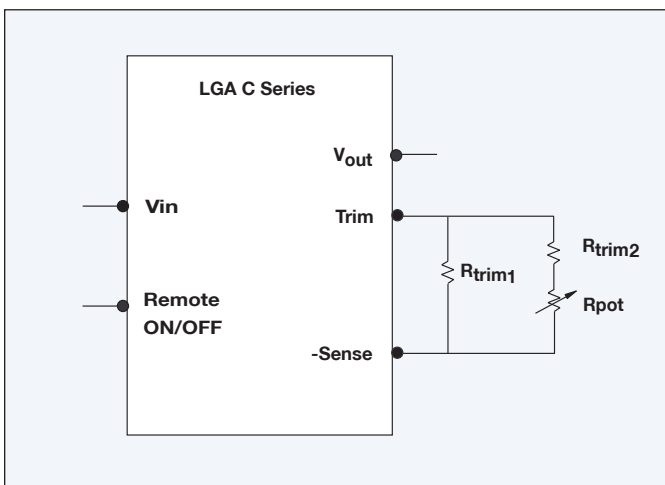 LGA C Series
Vout
Vin
Trim
Rtrim2
Rtrim1
Rpot
Remote
ON/OFF
-Sense